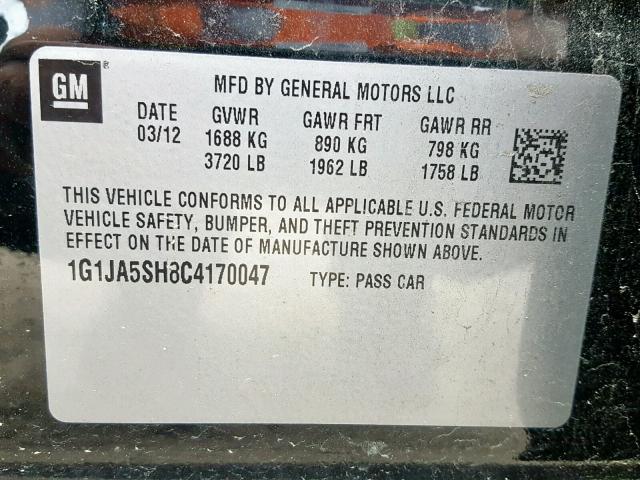 GM
MFD BY GENERAL MOTORS LLC
DATE GVWR GAWR FRT GAWR RR
03/12 1688 KG 890 KG 798 KG
3720 LB 1962 LB 1758 LB
THIS VEHICLE CONFORMS TO ALL APPLICABLE U.S. FEDERAL MOTOR
VEHICLE SAFETY, BUMPER, AND THEFT PREVENTION STANDARDS IN
EFFECT ON THE DATE OF MANUFACTURE SHOWN ABOVE.
1G1JA5SH8C4170047 TYPE: PASS CAR